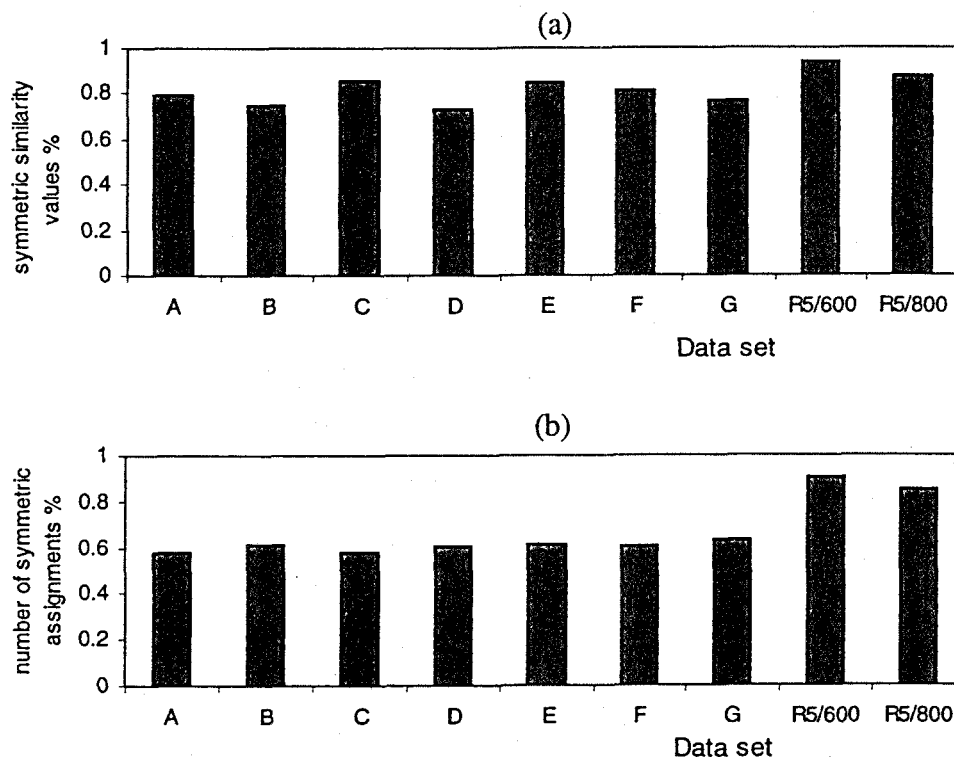 (a)
symmetric similarity
values %
1
0.8
0.6
0.4
0.2
0
A B C D E F G R5/600 R5/800
Data set
(b)
number of symmetric
assignments %
1
0.8
0.6
0.4
0.2
0
A B C D E F G R5/600 R5/800
Data set